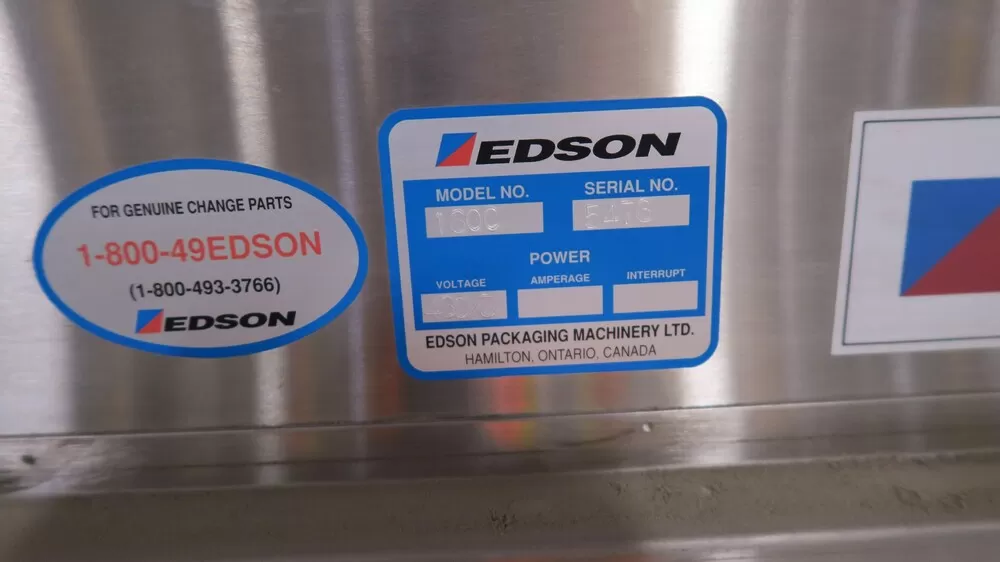 FOR GENUINE CHANGE PARTS
1-800-49EDSON
(1-800-493-3766)
EDSON
EDSON
MODEL NO.
SERIAL NO.
POWER
VOLTAGE
AMPERAGE
INTERRUPT
EDSON PACKAGING MACHINERY LTD.
HAMILTON, ONTARIO, CANADA